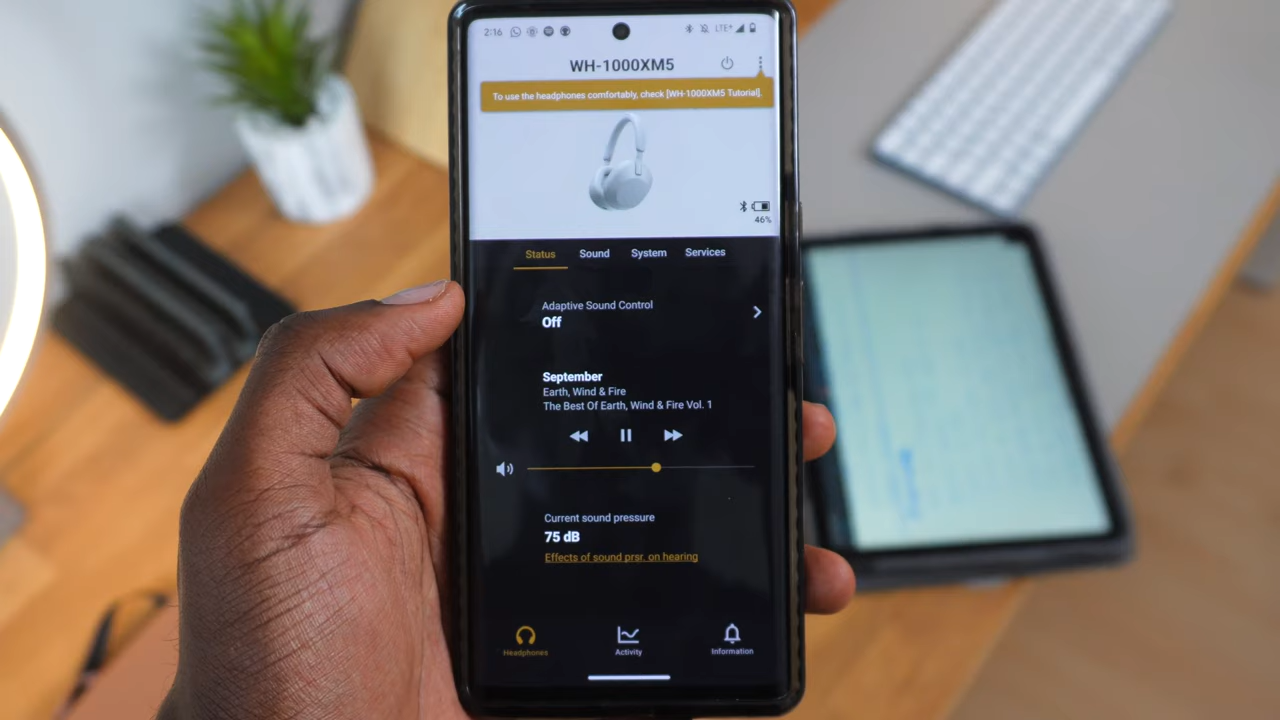 2:16 LTE+
WH-1000XM5
To use the headphones comfortably, check [WH-1000XM5 Tutorial].
46%
Status Sound System Services
Adaptive Sound Control
Off
September
Earth, Wind & Fire
The Best Of Earth, Wind & Fire Vol. 1
Current sound pressure
75 dB
Effects of sound prsr. on hearing
Headphones Activity Information